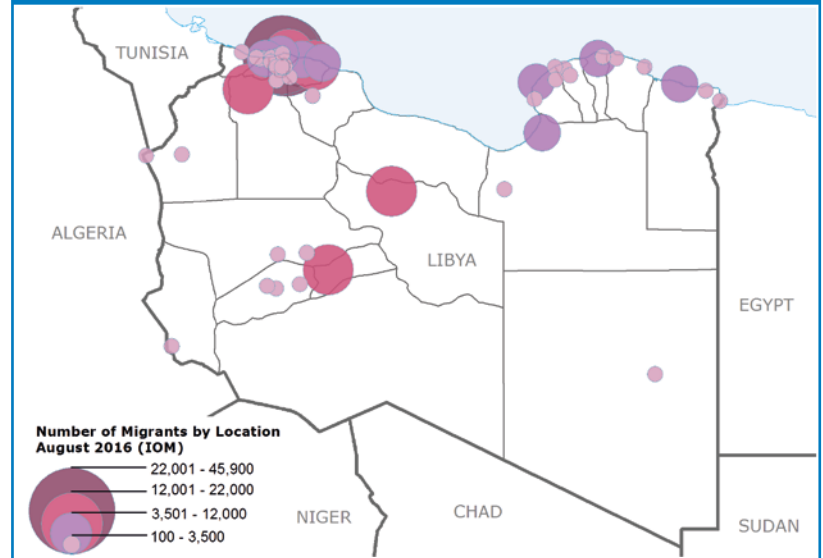 TUNISIA
ALGERIA
LIBYA
EGYPT
Number of Migrants by Location
August 2016 (IOM)
22,001 - 45,900
12,001 - 22,000
3,501 - 12,000
100 - 3,500
NIGER
CHAD
SUDAN